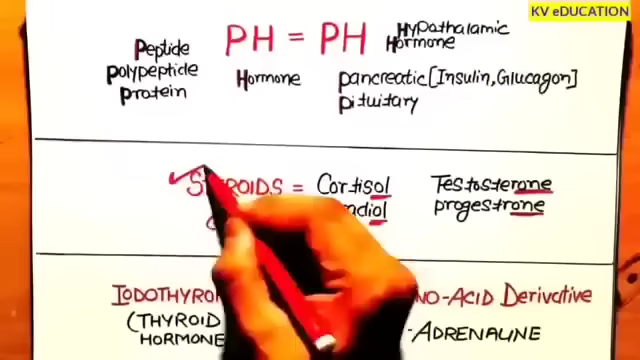 KV eDUCATION
PH = PH
Peptide
polypeptide
protein
Hormone
Hypothalamic
Hormone
pancreatic [Insulin, Glucagon]
pituitary
= Cortisol
Testosterone
progestrone
(THYROID
HORMONE
Derivative
-ADRENALINE